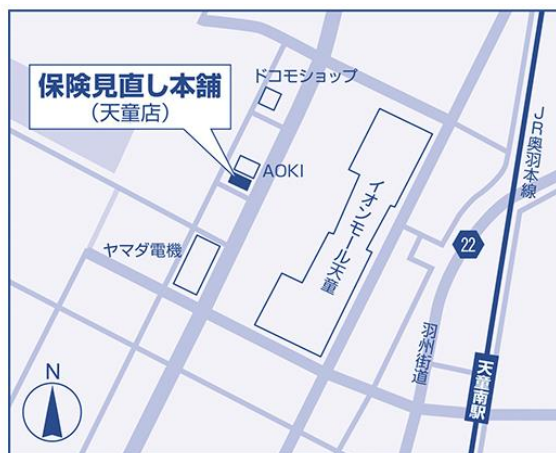 保険見直し本舗
（天童店）
ドコモショップ
AOKI
ヤマダ電機
イオンモール天童
JR奥羽本線
22
羽州街道
天童南駅
N